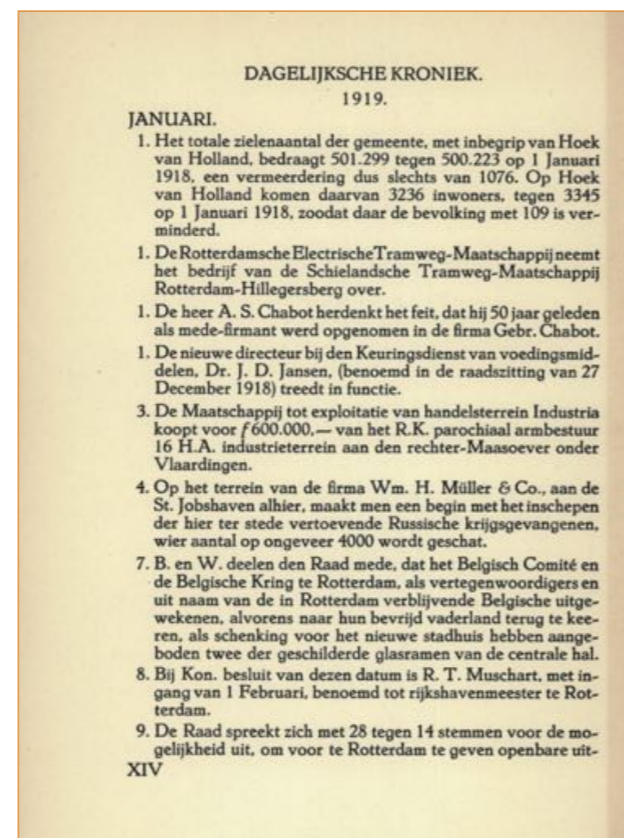 DAGELIJKSCHE KRONIEK.
1919.
JANUARI.
1. Het totale zielenaantal der gemeente, met inbegrip van Hoek
van Holland, bedraagt 501.299 tegen 500.223 op 1 Januari
1918, een vermeerdering dus slechts van 1076. Op Hoek
van Holland komen daarvan 3236 inwoners, tegen 3345
op 1 Januari 1918, zoodat daar de bevolking met 109 is ver-
minderd.
1. De Rotterdamsche Electrische Tramweg-Maatschappij neemt
het bedrijf van de Schielandsche Tramweg-Maatschappij
Rotterdam-Hillegersberg over.
1. De heer A. S. Chabot herdenkt het feit, dat hij 50 jaar geleden
als mede-firmant werd opgenomen in de firma Gebr. Chabot.
1. De nieuwe directeur bij den Keuringsdienst van voedingsmid-
delen, Dr. J. D. Jansen, (benoemd in de raadszitting van 27
December 1918) treedt in functie.
3. De Maatschappij tot exploitatie van handelsterrein Industria
koopt voor ƒ 600.000,— van het R.K. parochiaal armbestuur
16 H.A. industrieterrein aan den rechter-Maasoever onder
Vlaardingen.
4. Op het terrein van de firma Wm. H. Müller & Co., aan de
St. Jobshaven alhier, maakt men een begin met het inschepen
der hier ter stede vertoevende Russische krijgsgevangenen,
wier aantal op ongeveer 4000 wordt geschat.
7. B. en W. deelen den Raad mede, dat het Belgisch Comité en
de Belgische Kring te Rotterdam, als vertegenwoordigers en
uit naam van de in Rotterdam verblijvende Belgische uitge-
wekenen, alvorens naar hun bevrijd vaderland terug te kee-
ren, als schenking voor het nieuwe stadhuis hebben aange-
boden twee der geschilderde glasramen van de centrale hal.
8. Bij Kon. besluit van dezen datum is R. T. Muschart, met in-
gang van 1 Februari, benoemd tot rijkshavenmeester te Rot-
terdam.
9. De Raad spreekt zich met 28 tegen 14 stemmen voor de mo-
gelijkheid uit, om voor te Rotterdam te geven openbare uit-
XIV